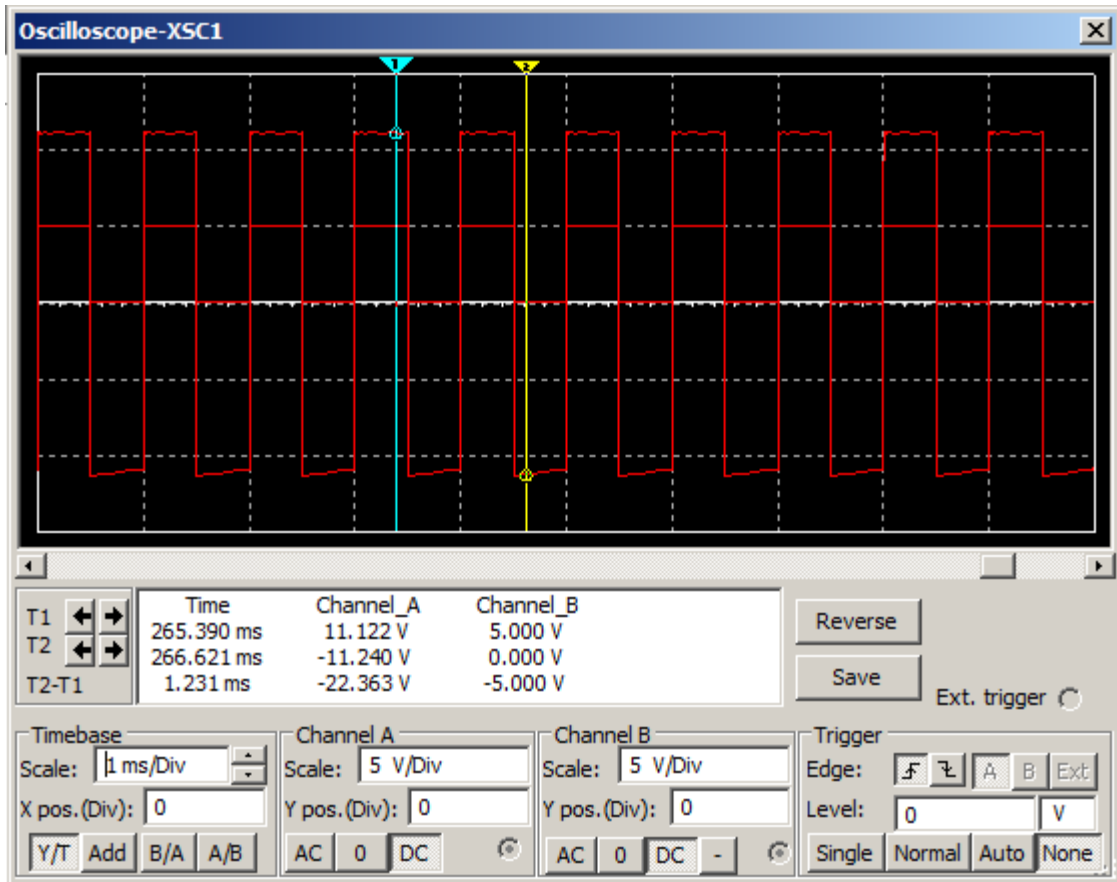 Oscilloscope-XSC1
1 2
Time Channel_A Channel_B
T1 265.390 ms 11.122 V 5.000 V
T2 266.621 ms -11.240 V 0.000 V
T2-T1 1.231 ms -22.363 V -5.000 V
Reverse
Save
Ext. trigger
Timebase
Scale: 1 ms/Div
X pos.(Div): 0
Y/T Add B/A A/B
Channel A
Scale: 5 V/Div
Y pos.(Div): 0
AC 0 DC
Channel B
Scale: 5 V/Div
Y pos.(Div): 0
AC 0 DC -
Trigger
Edge: A B Ext
Level: 0 V
Single Normal Auto None